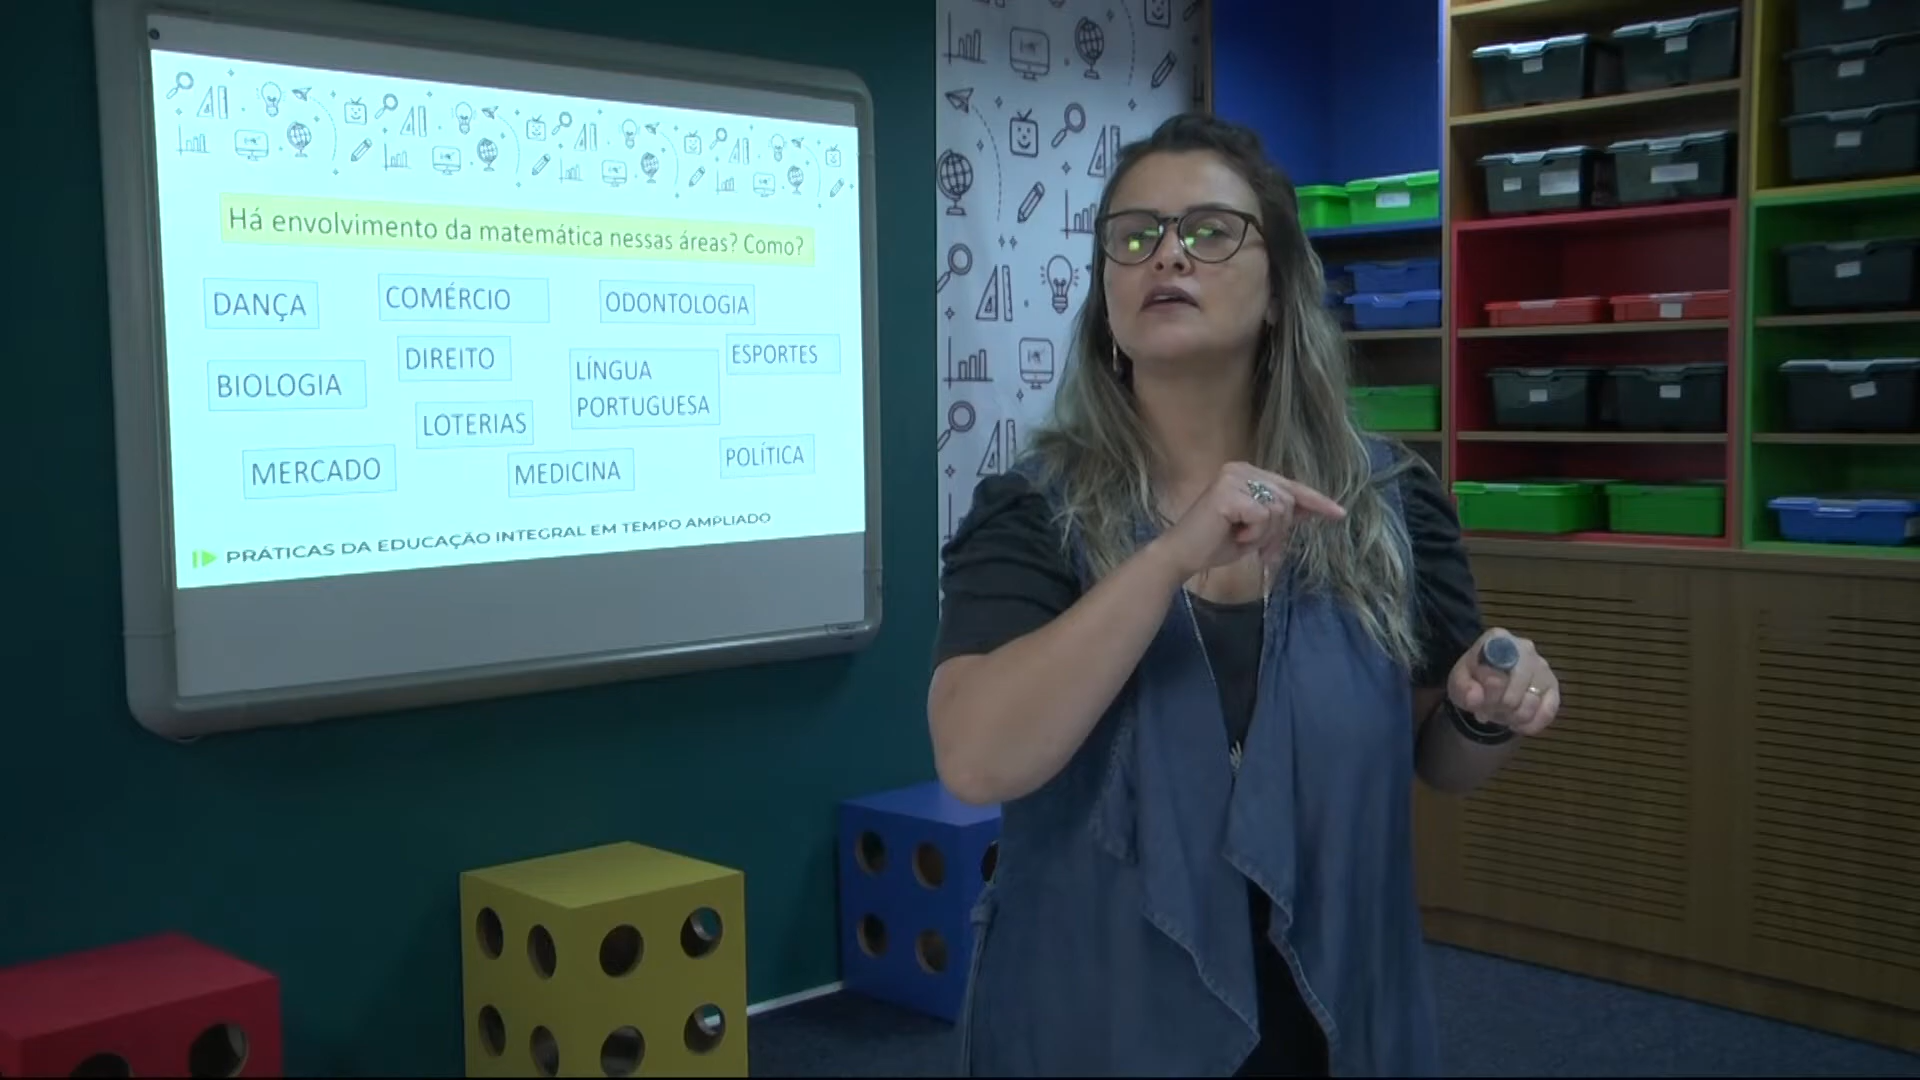 Há envolvimento da matemática nessas áreas? Como?
DANÇA
COMÉRCIO
ODONTOLOGIA
BIOLOGIA
DIREITO
LÍNGUA
PORTUGUESA
ESPORTES
LOTERIAS
MERCADO
MEDICINA
POLÍTICA
PRÁTICAS DA EDUCAÇÃO INTEGRAL EM TEMPO AMPLIADO